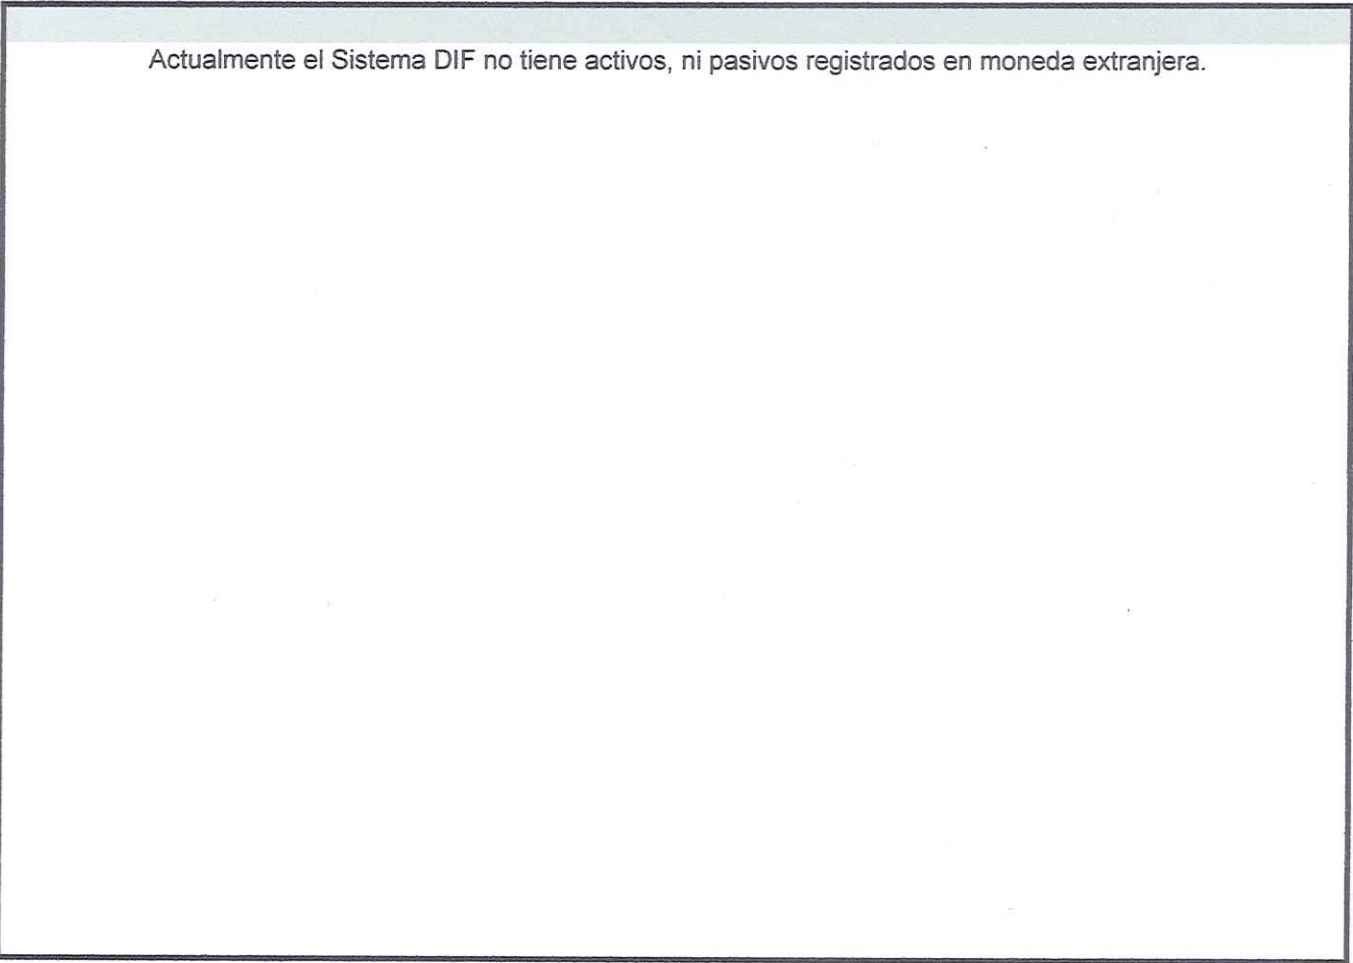 Actualmente el Sistema DIF no tiene activos, ni pasivos registrados en moneda extranjera.